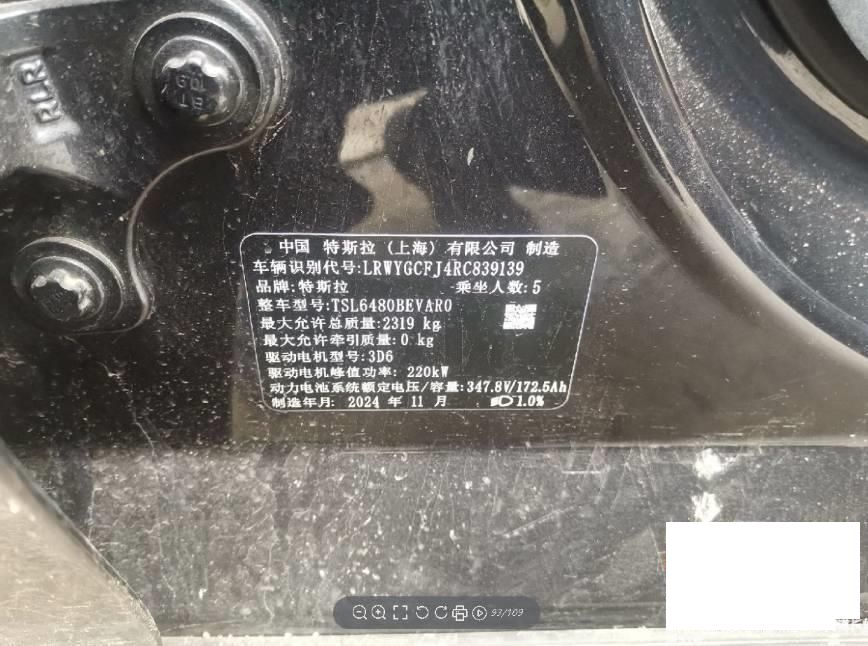 RLR
中国 特斯拉（上海）有限公司 制造
车辆识别代号:LRWYGCFJ4RC839139
品牌:特斯拉 乘坐人数:5
整车型号:TSL6480BEVAR0
最大允许总质量:2319 kg
最大允许牵引质量:0 kg
驱动电机型号:3D6
驱动电机峰值功率: 220kW
动力电池系统额定电压/容量:347.8V/172.5Ah
制造年月: 2024 年 11 月 1.0%
93/109